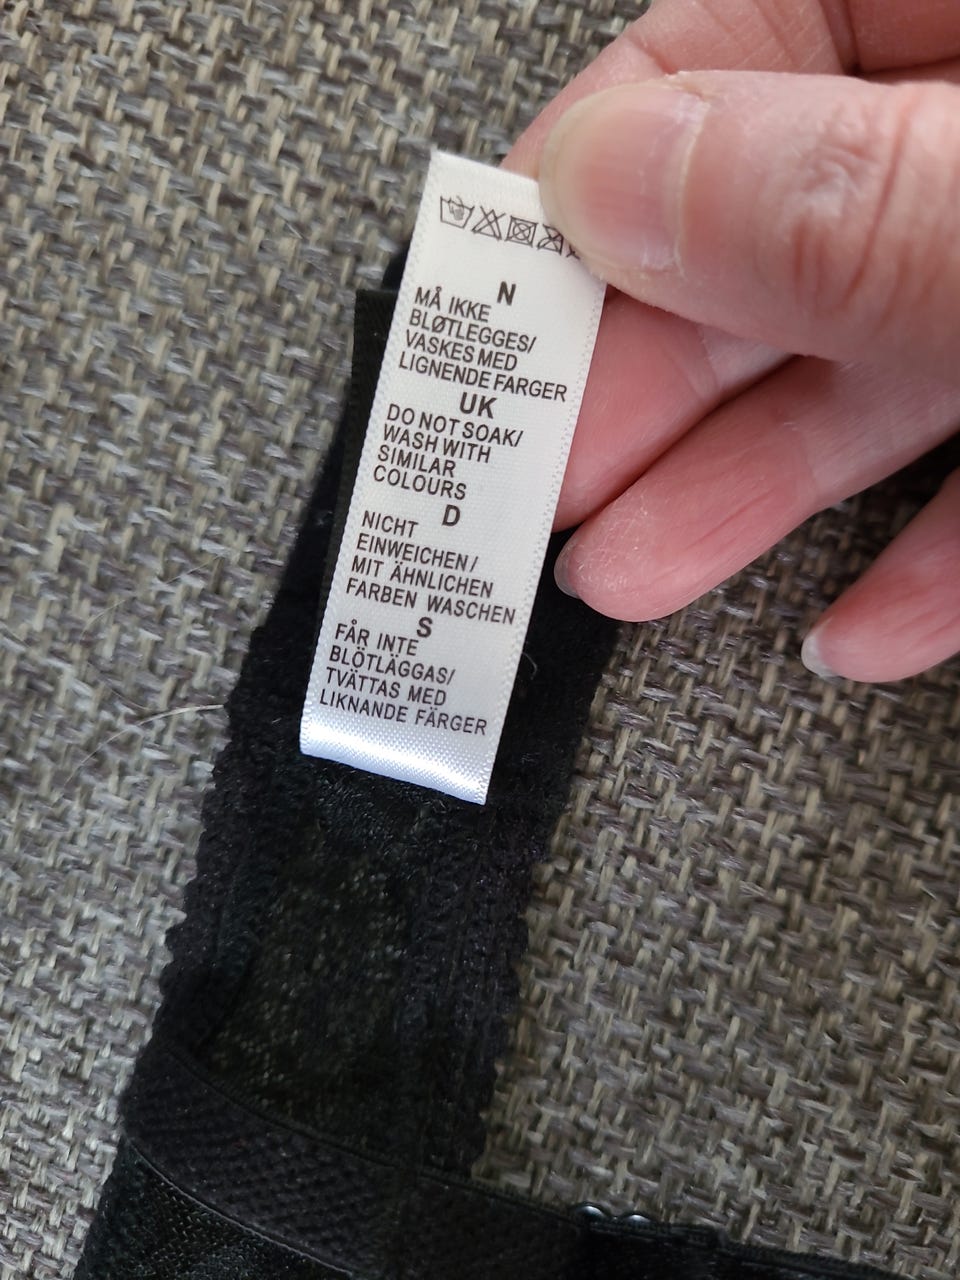 N
MÅ IKKE
BLØTLEGGES/
VASKES MED
LIGNENDE FARGER
UK
DO NOT SOAK/
WASH WITH
SIMILAR
COLOURS
D
NICHT
EINWEICHEN/
MIT ÄHNLICHEN
FARBEN WASCHEN
S
FÅR INTE
BLÖTLÄGGAS/
TVÄTTAS MED
LIKNANDE FÄRGER